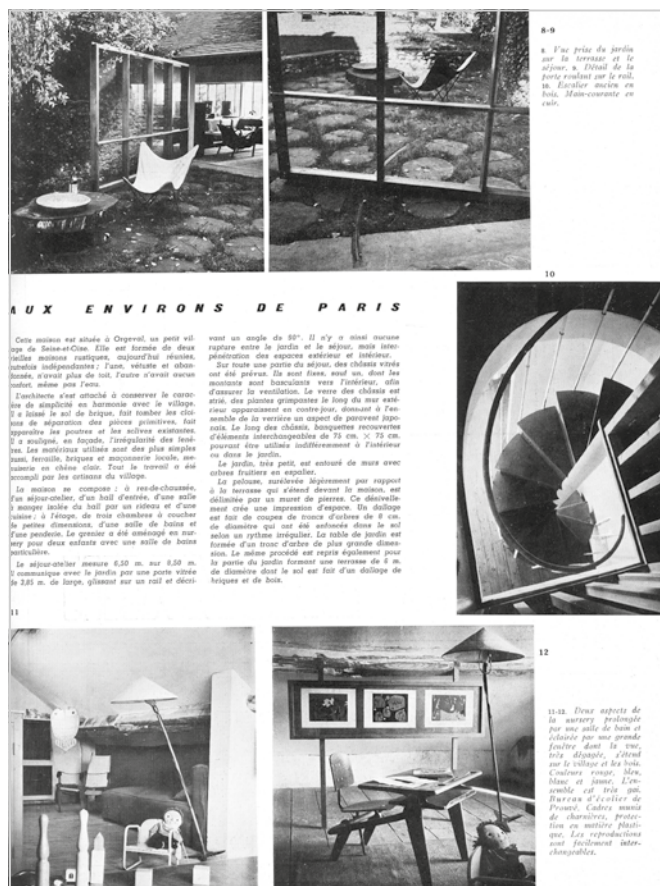 8-9
8. Vue prise du jardin
sur la terrasse et le
séjour. 9. Détail de la
porte roulant sur le rail.
10. Escalier ancien en
bois. Main-courante en
cuir.
10
AUX ENVIRONS DE PARIS
Cette maison est située à Orgeval, un petit vil-
age de Seine-et-Oise. Elle est formée de deux
ieilles maisons rustiques, aujourd'hui réunies,
utrefois indépendantes ; l'une, vétuste et aban-
onnée, n'avait plus de toit, l'autre n'avait aucun
onfort, même pas l'eau.
L'architecte s'est attaché à conserver le carac-
ère de simplicité en harmonie avec le village.
l a laissé le sol de brique, fait tomber les cloi-
ons de séparation des pièces primitives, fait
pparaître les poutres et les solives existantes.
l a souligné, en façade, l'irrégularité des fenê-
res. Les matériaux utilisés sont des plus simples
ussi, ferraille, briques et maçonnerie locale, me-
uiserie en chêne clair. Tout le travail a été
ccompli par les artisans du village.
La maison se compose : à rez-de-chaussée,
'un séjour-atelier, d'un hall d'entrée, d'une salle
à manger isolée du hall par un rideau et d'une
uisine ; à l'étage, de trois chambres à coucher
de petites dimensions, d'une salle de bains et
'une penderie. Le grenier a été aménagé en nur-
ery pour deux enfants avec une salle de bains
particulière.
Le séjour-atelier mesure 6,50 m. sur 6,50 m.
l communique avec le jardin par une porte vitrée
de 2,85 m. de large, glissant sur un rail et décri-
vant un angle de 90°. Il n'y a ainsi aucune
rupture entre le jardin et le séjour, mais inter-
pénétration des espaces extérieur et intérieur.
Sur toute une partie du séjour, des châssis vitrés
ont été prévus. Ils sont fixes, sauf un, dont les
montants sont basculants vers l'intérieur, afin
d'assurer la ventilation. Le verre des châssis est
strié, des plantes grimpantes le long du mur exté-
rieur apparaissent en contre-jour, donnant à l'en-
semble de la verrière un aspect de paravent japo-
nais. Le long des châssis, banquettes recouvertes
d'éléments interchangeables de 75 cm. × 75 cm.
pouvant être utilisés indifféremment à l'intérieur
ou dans le jardin.
Le jardin, très petit, est entouré de murs avec
arbres fruitiers en espalier.
La pelouse, surélevée légèrement par rapport
à la terrasse qui s'étend devant la maison, est
délimitée par un muret de pierres. Ce dénivelle-
ment crée une impression d'espace. Un dallage
est fait de coupes de troncs d'arbres de 8 cm.
de diamètre qui ont été enfoncés dans le sol
selon un rythme irrégulier. La table de jardin est
formée d'un tronc d'arbre de plus grande dimen-
sion. Le même procédé est repris également pour
la partie du jardin formant une terrasse de 6 m.
de diamètre dont le sol est fait d'un dallage de
briques et de bois.
11
12
11-12. Deux aspects de
la nursery prolongée
par une salle de bain et
éclairée par une grande
fenêtre dont la vue,
très dégagée, s'étend
sur le village et les bois.
Couleurs rouge, bleu,
blanc et jaune. L'en-
semble est très gai.
Bureau d'écolier de
Prouvé. Cadres munis
de charnières, protec-
tion en matière plasti-
que. Les reproductions
sont facilement inter-
changeables.